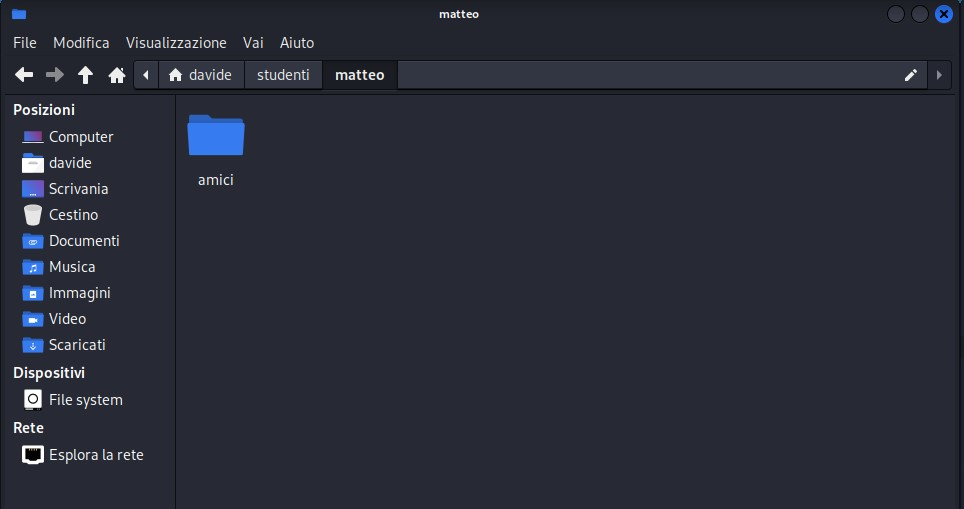 matteo
File Modifica Visualizzazione Vai Aiuto
davide studenti matteo
Posizioni
Computer
davide
Scrivania
Cestino
Documenti
Musica
Immagini
Video
Scaricati
Dispositivi
File system
Rete
Esplora la rete
amici